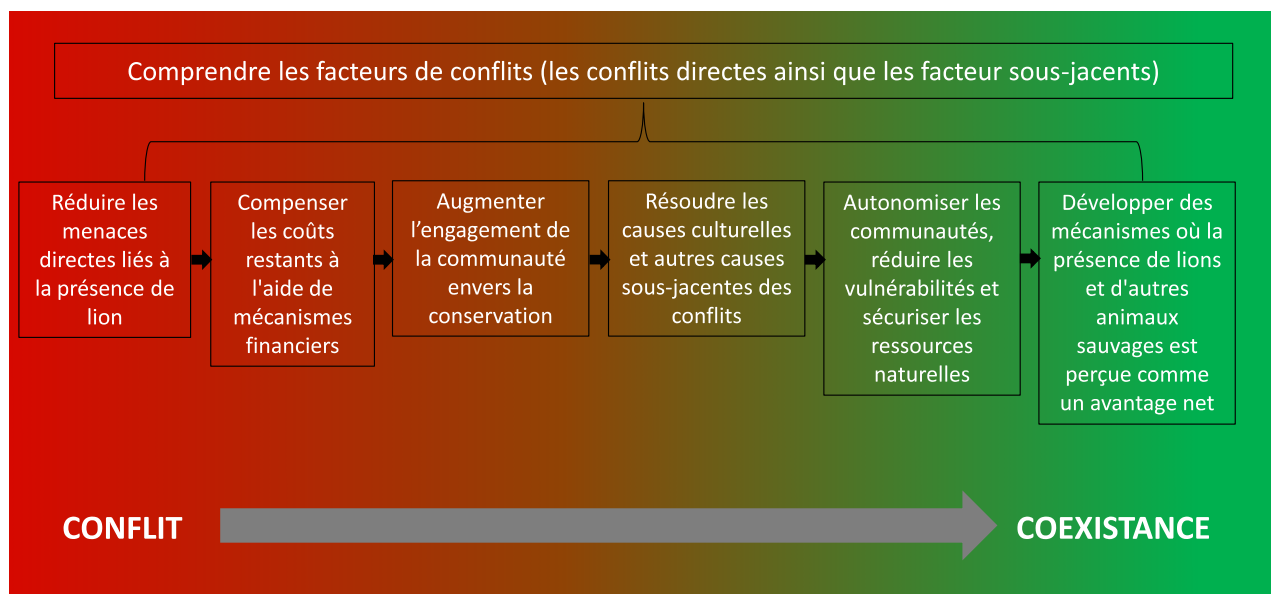 Comprendre les facteurs de conflits (les conflits directes ainsi que les facteur sous-jacents)
Réduire les
menaces
directes liés à
la présence de
lion
Compenser
les coûts
restants à
l'aide de
mécanismes
financiers
Augmenter
l’engagement de
la communauté
envers la
conservation
Résoudre les
causes culturelles
et autres causes
sous-jacentes des
conflits
Autonomiser les
communautés,
réduire les
vulnérabilités et
sécuriser les
ressources
naturelles
Développer des
mécanismes où la
présence de lions
et d'autres
animaux
sauvages est
perçue comme
un avantage net
CONFLIT
COEXISTANCE